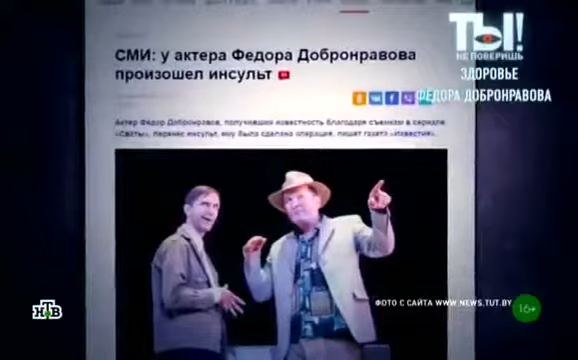 СМИ: у актера Федора Добронравова
произошел инсульт
Актер Федор Добронравов, получивший известность благодаря съемкам в сериале
«Сваты», перенес инсульт, ему была сделана операция, пишет газета «Известия».
ТЫ!
НЕ ПОВЕРИШЬ
ЗДОРОВЬЕ
ФЕДОРА ДОБРОНРАВОВА
ФОТО С САЙТА WWW.NEWS.TUT.BY
НТВ
16+